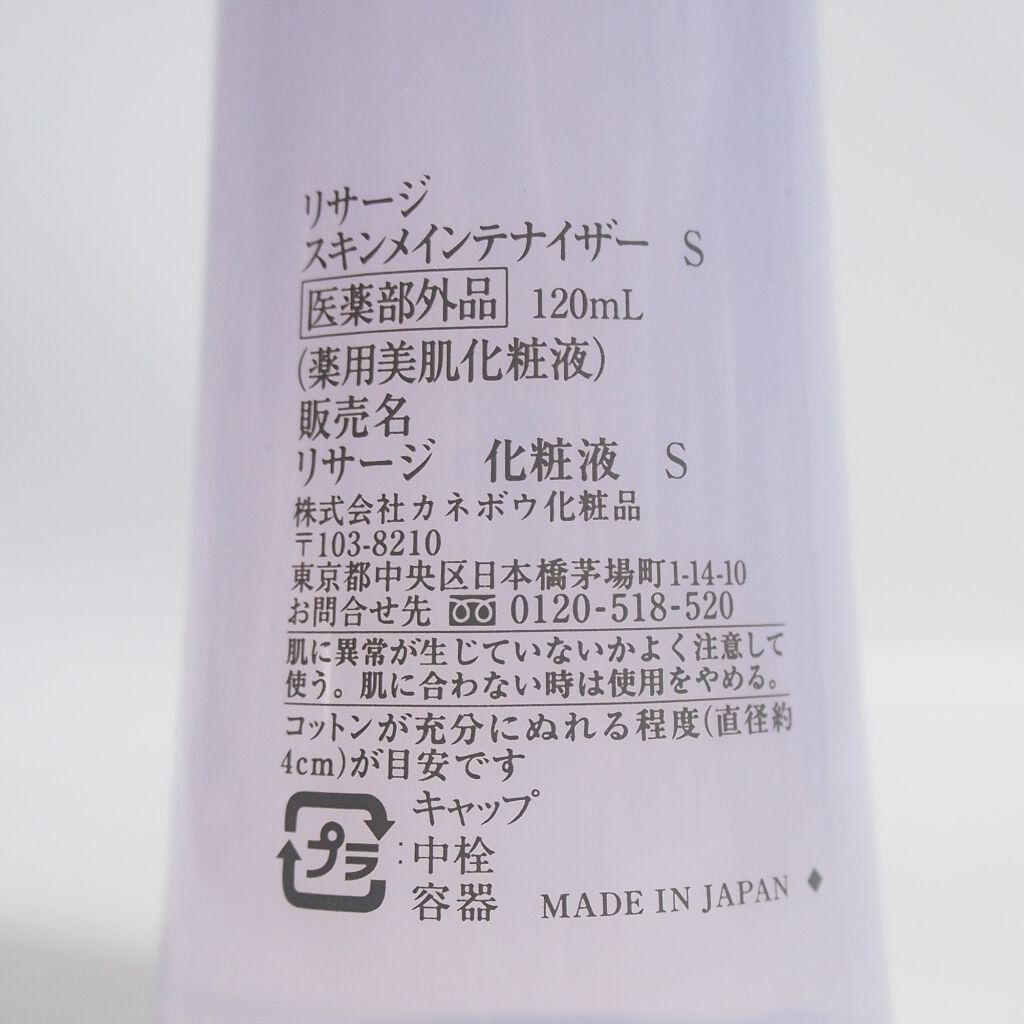 リサージ
スキンメインテナイザー S
医薬部外品 120mL
(薬用美肌化粧液)
販売名
リサージ 化粧液 S
株式会社カネボウ化粧品
〒103-8210
東京都中央区日本橋茅場町1-14-10
お問合せ先 0120-518-520
肌に異常が生じていないかよく注意して
使う。肌に合わない時は使用をやめる。
コットンが充分にぬれる程度(直径約
4cm)が目安です
プラ : キャップ
中栓
容器 MADE IN JAPAN ◆